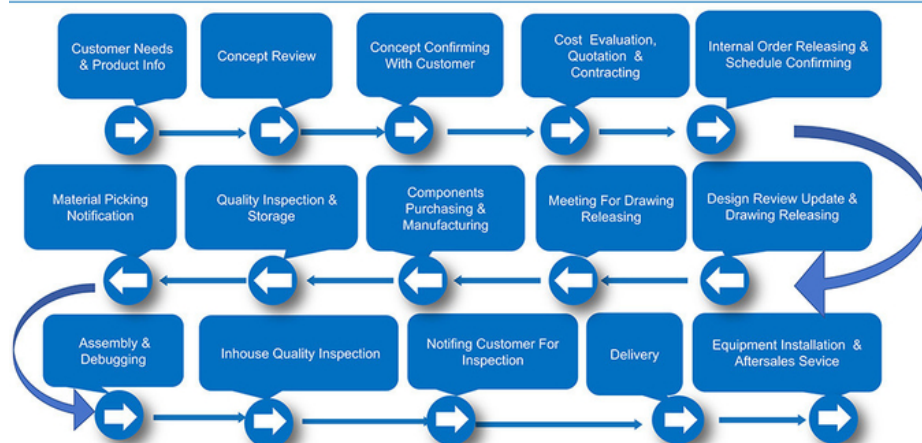 Customer Needs
& Product Info
Concept Review
Concept Confirming
With Customer
Cost Evaluation,
Quotation &
Contracting
Internal Order Releasing &
Schedule Confirming
Material Picking
Notification
Quality Inspection &
Storage
Components
Purchasing &
Manufacturing
Meeting For Drawing
Releasing
Design Review Update &
Drawing Releasing
Assembly &
Debugging
Inhouse Quality Inspection
Notifing Customer For
Inspection
Delivery
Equipment Installation &
Aftersales Sevice